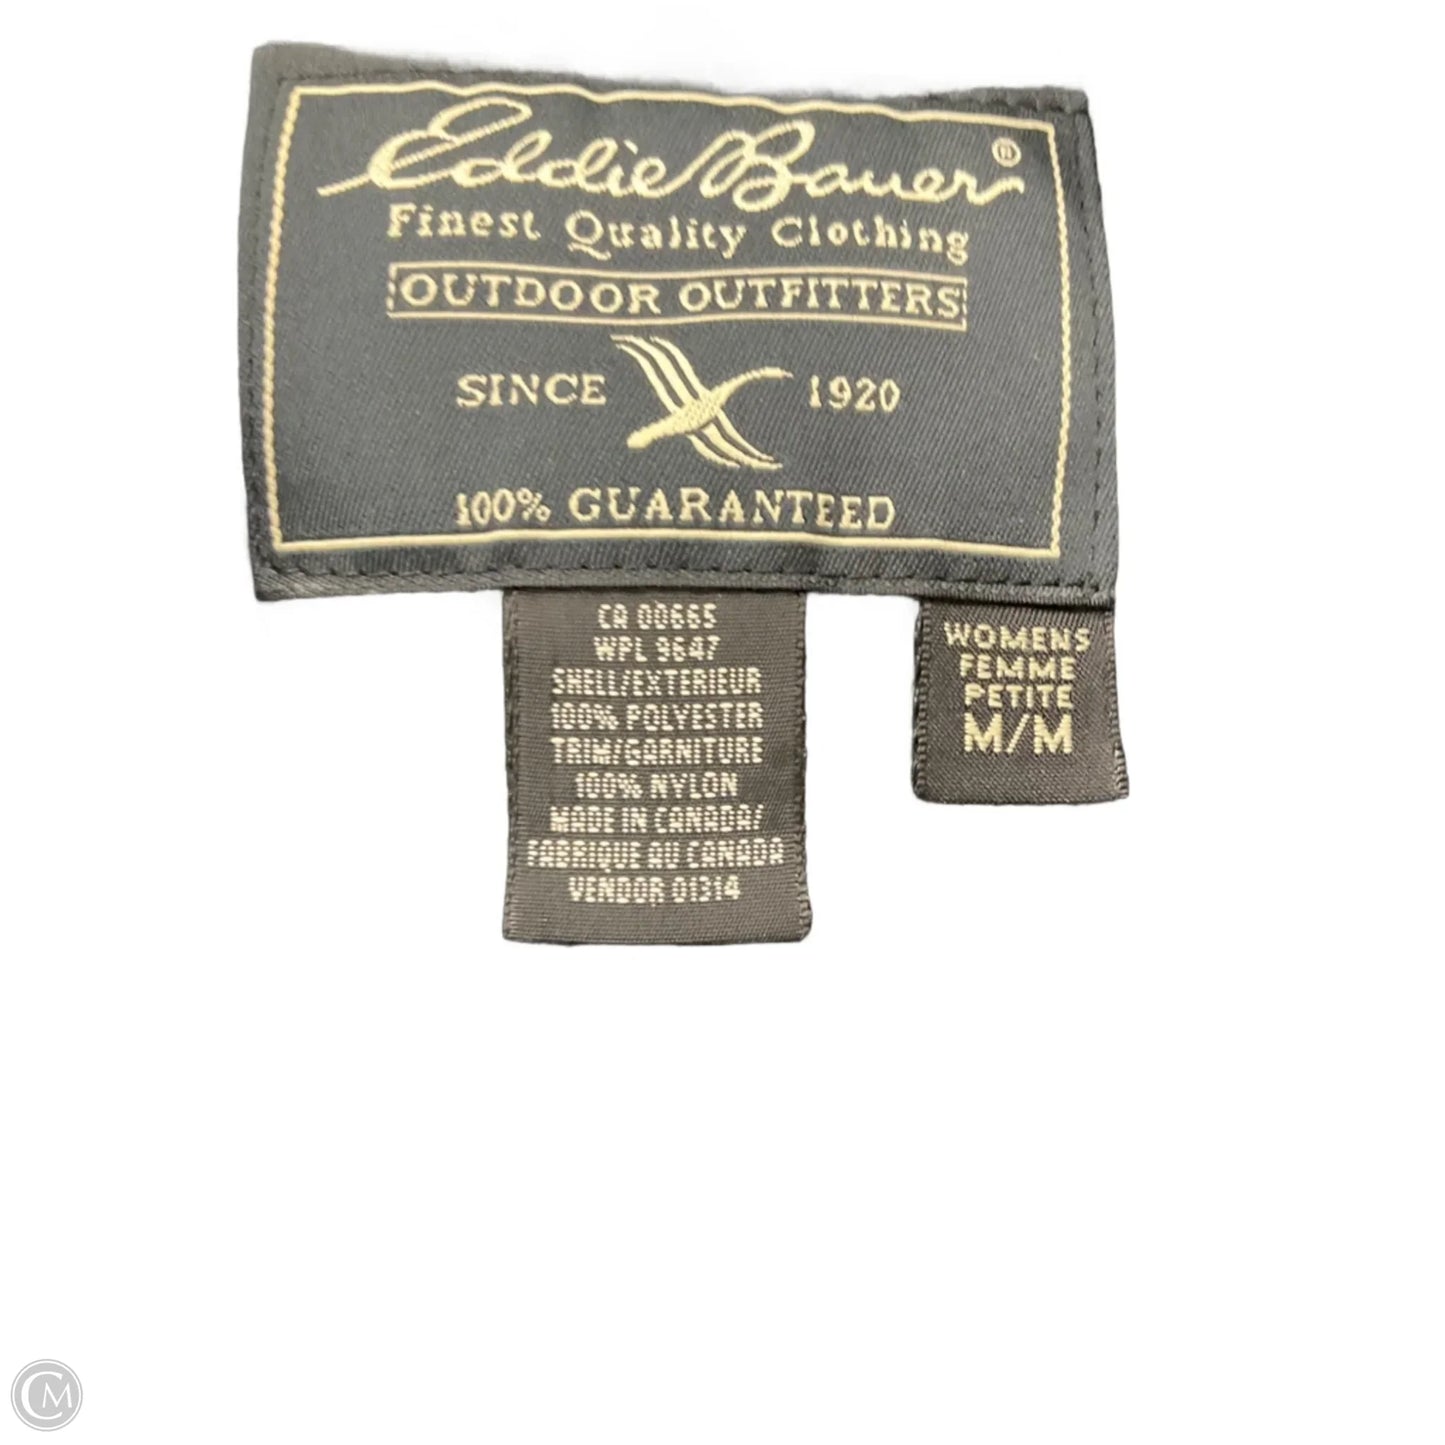 Eddie Bauer®
Finest Quality Clothing
OUTDOOR OUTFITTERS
SINCE 1920
100% GUARANTEED
CA 00665
WPL 9647
SHELL/EXTERIEUR
100% POLYESTER
TRIM/GARNITURE
100% NYLON
MADE IN CANADA/
FABRIQUE AU CANADA
VENDOR 01314
WOMENS
FEMME
PETITE
M/M
CM